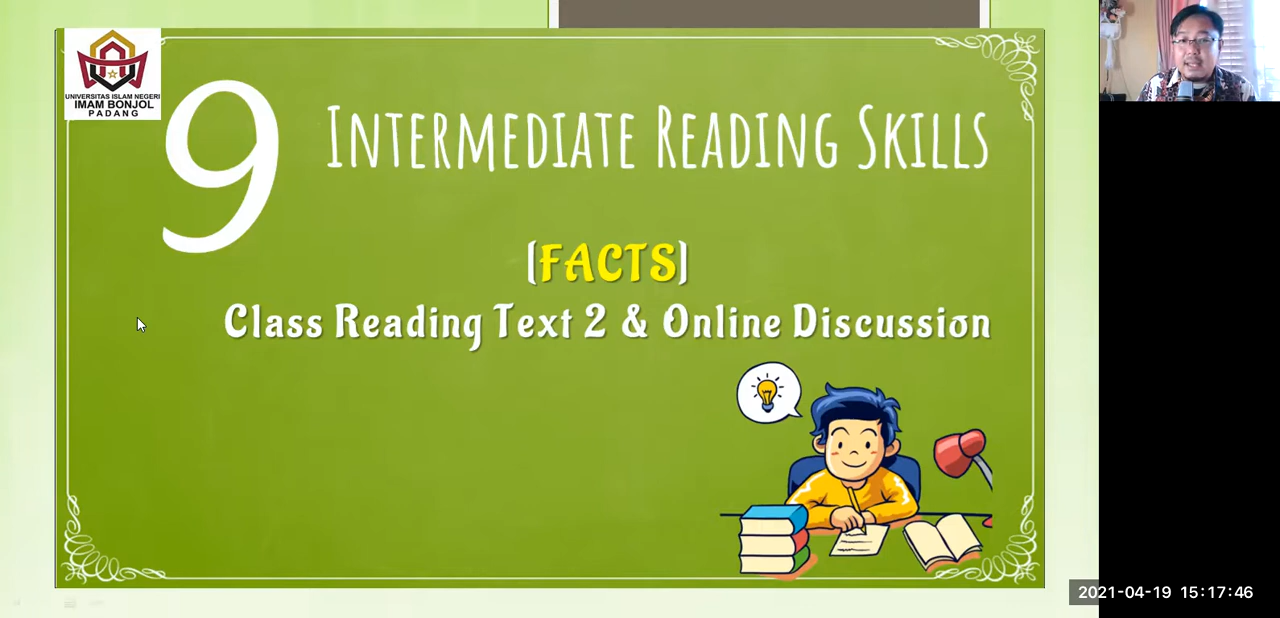 UNIVERSITAS ISLAM NEGERI
IMAM BONJOL
PADANG
9
INTERMEDIATE READING SKILLS
(FACTS)
Class Reading Text 2 & Online Discussion
2021-04-19 15:17:46